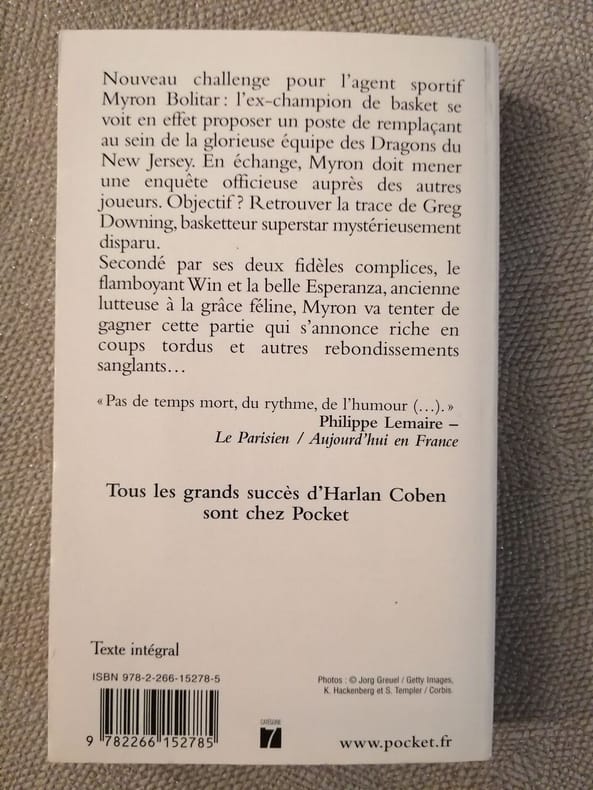 Nouveau challenge pour l'agent sportif
Myron Bolitar : l'ex-champion de basket se
voit en effet proposer un poste de remplaçant
au sein de la glorieuse équipe des Dragons du
New Jersey. En échange, Myron doit mener
une enquête officieuse auprès des autres
joueurs. Objectif ? Retrouver la trace de Greg
Downing, basketteur superstar mystérieusement
disparu.
Secondé par ses deux fidèles complices, le
flamboyant Win et la belle Esperanza, ancienne
lutteuse à la grâce féline, Myron va tenter de
gagner cette partie qui s'annonce riche en
coups tordus et autres rebondissements
sanglants…
« Pas de temps mort, du rythme, de l'humour (…). »
Philippe Lemaire –
Le Parisien / Aujourd'hui en France
Tous les grands succès d'Harlan Coben
sont chez Pocket
Texte intégral
ISBN 978-2-266-15278-5
Photos : © Jorg Greuel / Getty Images,
K. Hackenberg et S. Templer / Corbis.
CATÉGORIE
7
9 782266 152785
www.pocket.fr